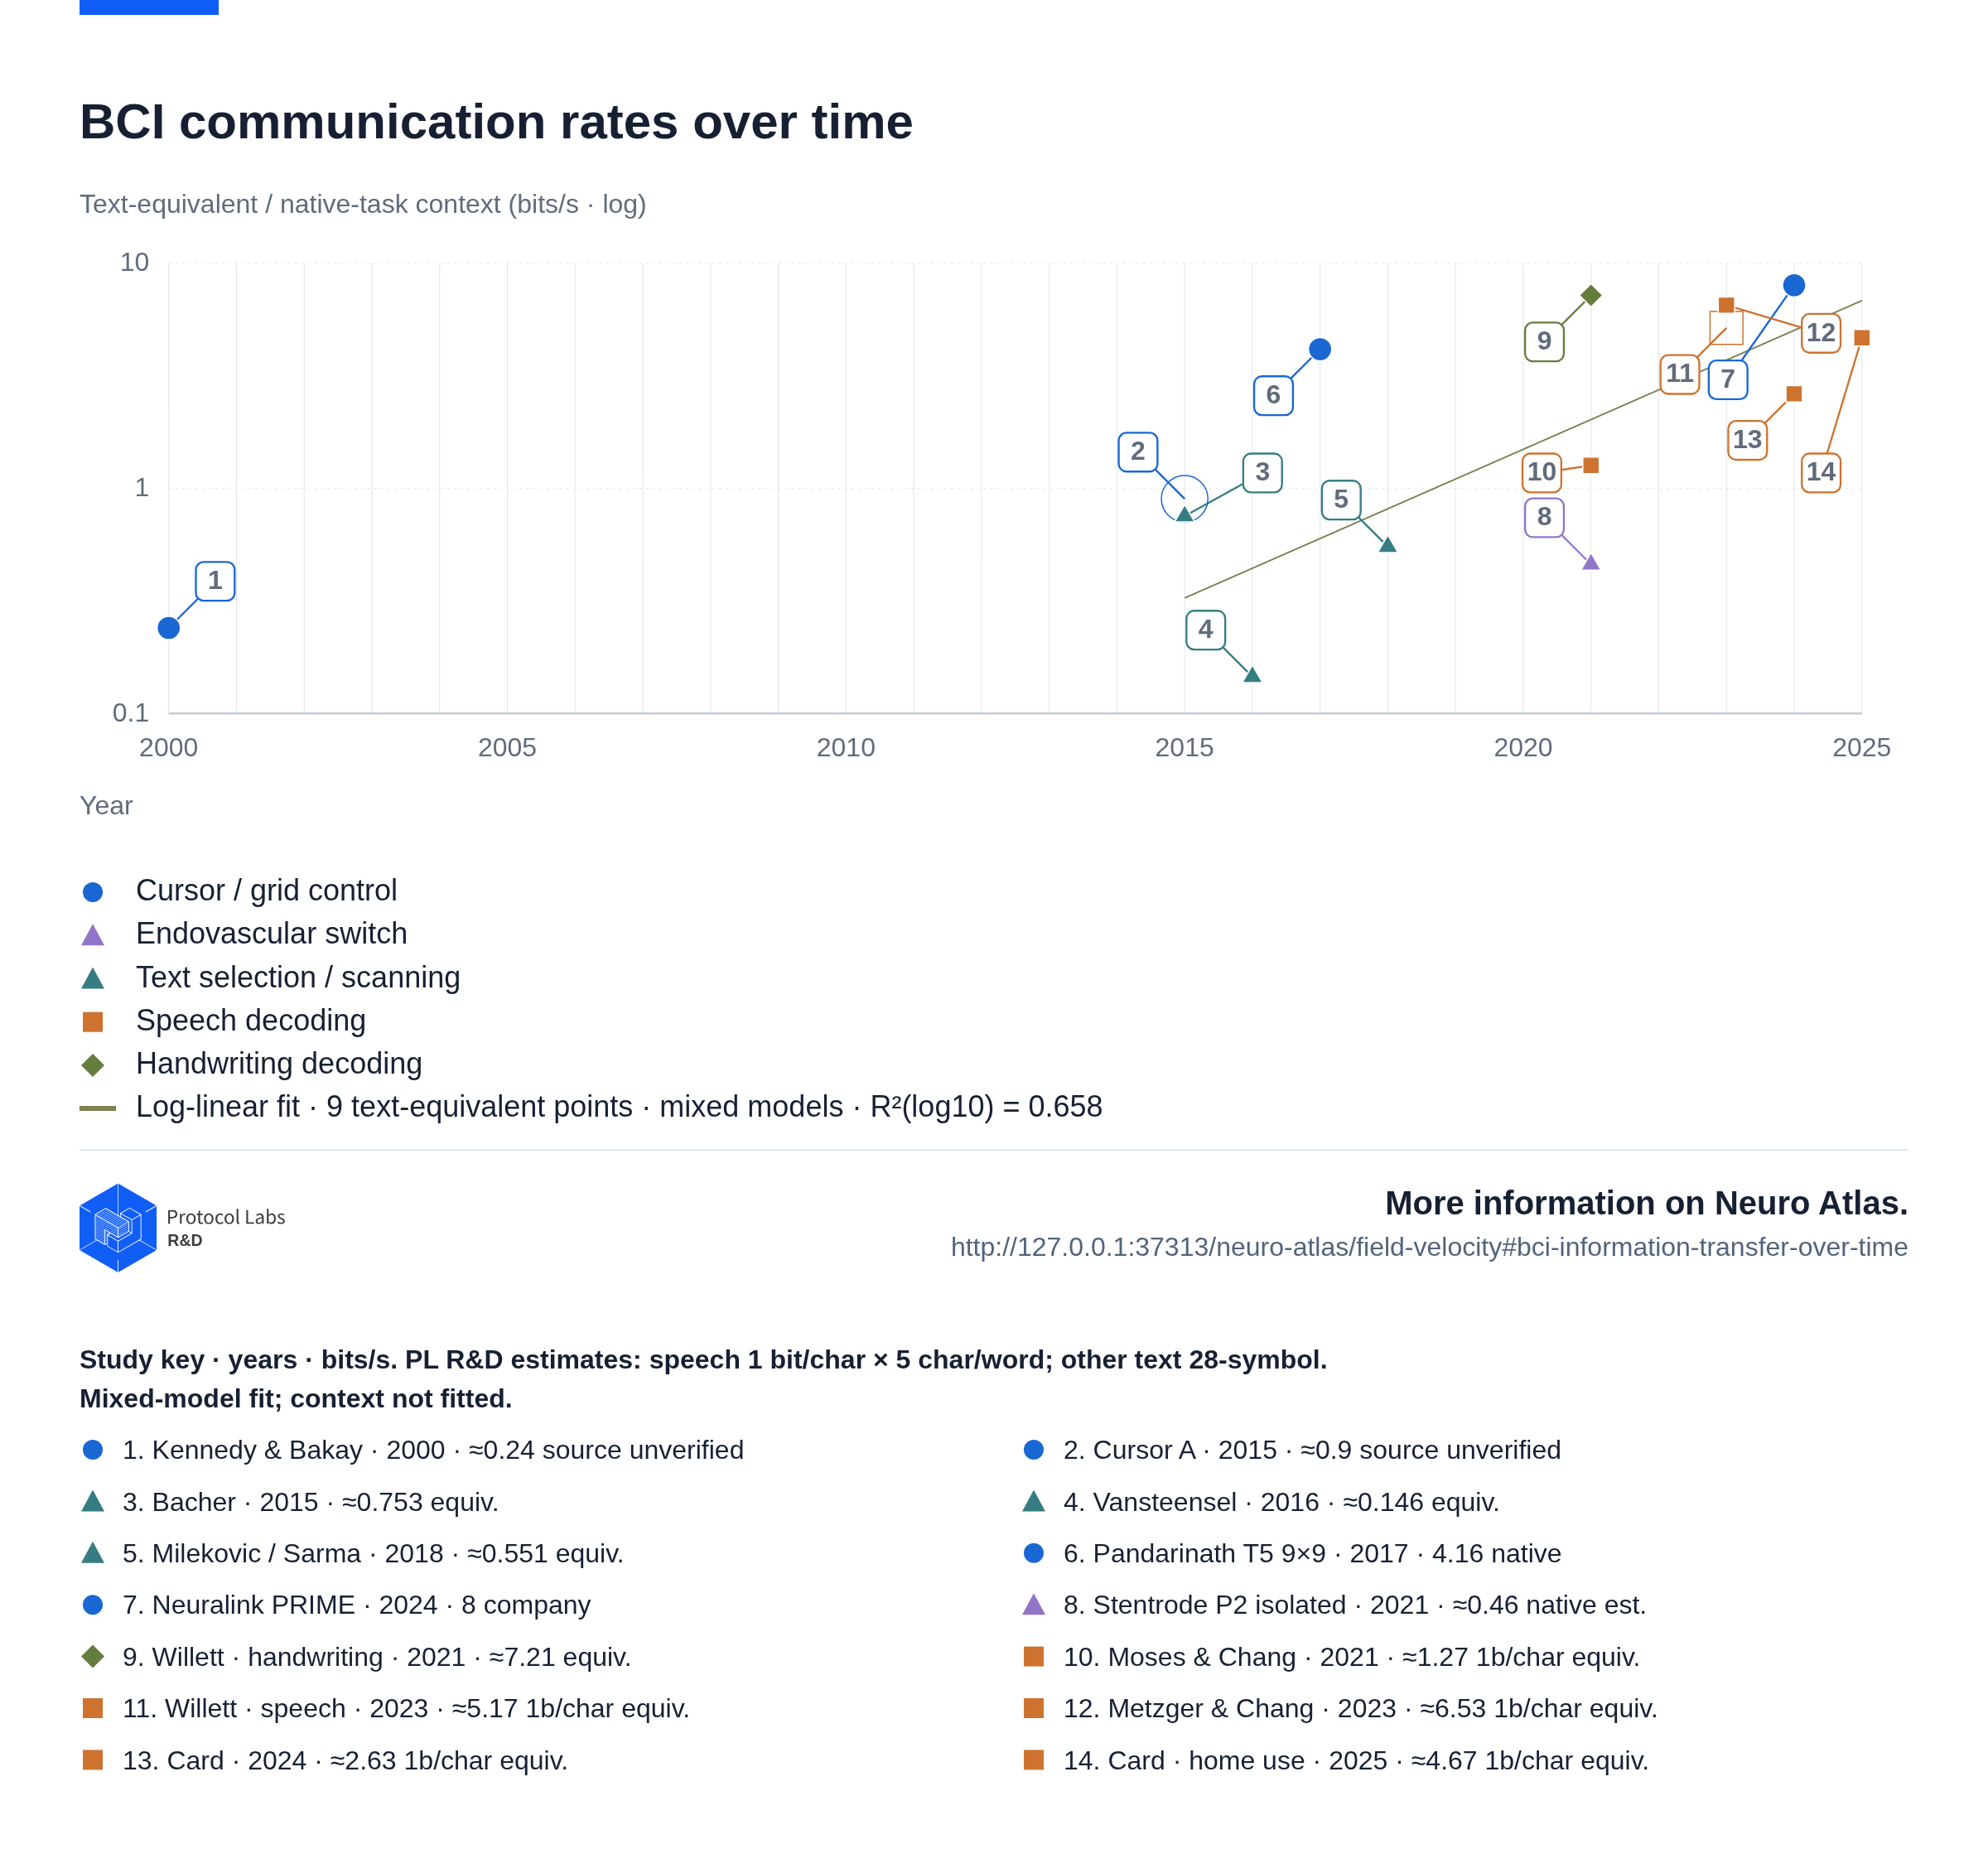 BCI communication rates over time
Text-equivalent / native-task context (bits/s · log)
10
1
0.1
1
2
3
4
5
6
7
8
9
10
11
12
13
14
2000
2005
2010
2015
2020
2025
Year
Cursor / grid control
Endovascular switch
Text selection / scanning
Speech decoding
Handwriting decoding
Log-linear fit · 9 text-equivalent points · mixed models · R²(log10) = 0.658
Protocol Labs
R&D
More information on Neuro Atlas.
http://127.0.0.1:37313/neuro-atlas/field-velocity#bci-information-transfer-over-time
Study key · years · bits/s. PL R&D estimates: speech 1 bit/char × 5 char/word; other text 28-symbol.
Mixed-model fit; context not fitted.
1. Kennedy & Bakay · 2000 · ≈0.24 source unverified
2. Cursor A · 2015 · ≈0.9 source unverified
3. Bacher · 2015 · ≈0.753 equiv.
4. Vansteensel · 2016 · ≈0.146 equiv.
5. Milekovic / Sarma · 2018 · ≈0.551 equiv.
6. Pandarinath T5 9×9 · 2017 · 4.16 native
7. Neuralink PRIME · 2024 · 8 company
8. Stentrode P2 isolated · 2021 · ≈0.46 native est.
9. Willett · handwriting · 2021 · ≈7.21 equiv.
10. Moses & Chang · 2021 · ≈1.27 1b/char equiv.
11. Willett · speech · 2023 · ≈5.17 1b/char equiv.
12. Metzger & Chang · 2023 · ≈6.53 1b/char equiv.
13. Card · 2024 · ≈2.63 1b/char equiv.
14. Card · home use · 2025 · ≈4.67 1b/char equiv.